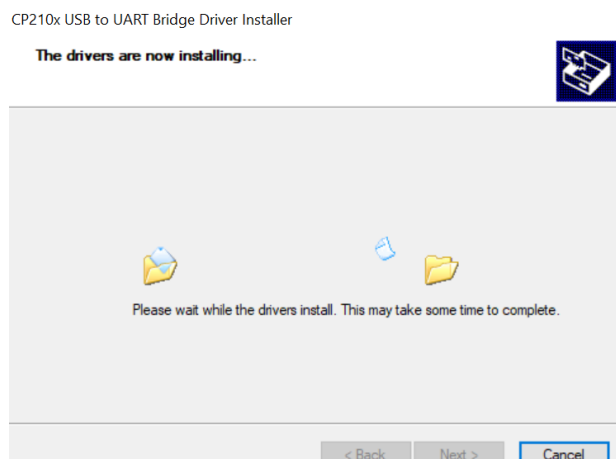 CP210x USB to UART Bridge Driver Installer
The drivers are now installing...
Please wait while the drivers install. This may take some time to complete.
< Back
Next >
Cancel